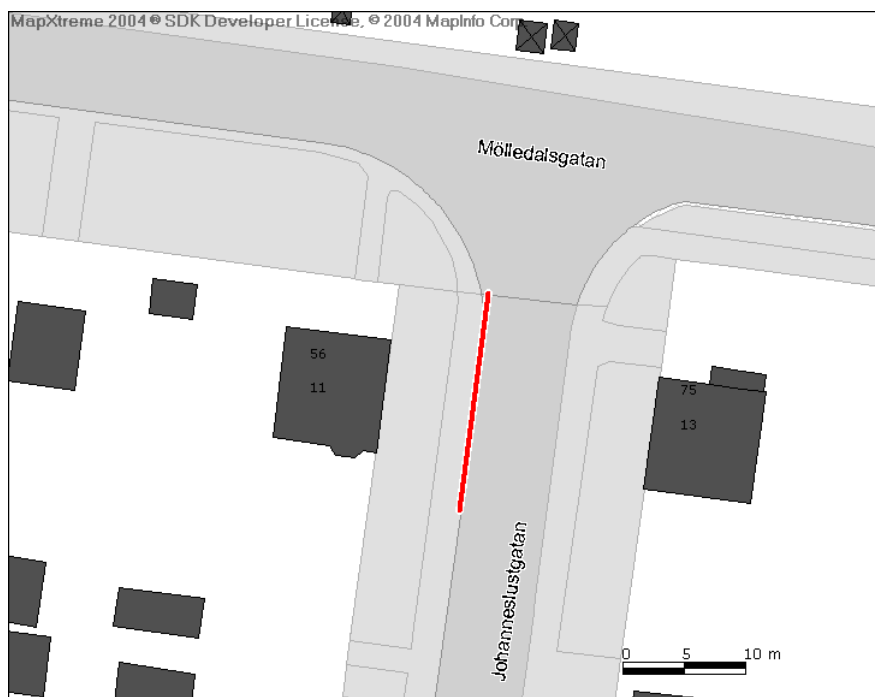 MapXtreme 2004 ® SDK Developer License, © 2004 MapInfo Corp
Mölledalsgatan
56
11
75
13
Johanneslustgatan
0 5 10 m